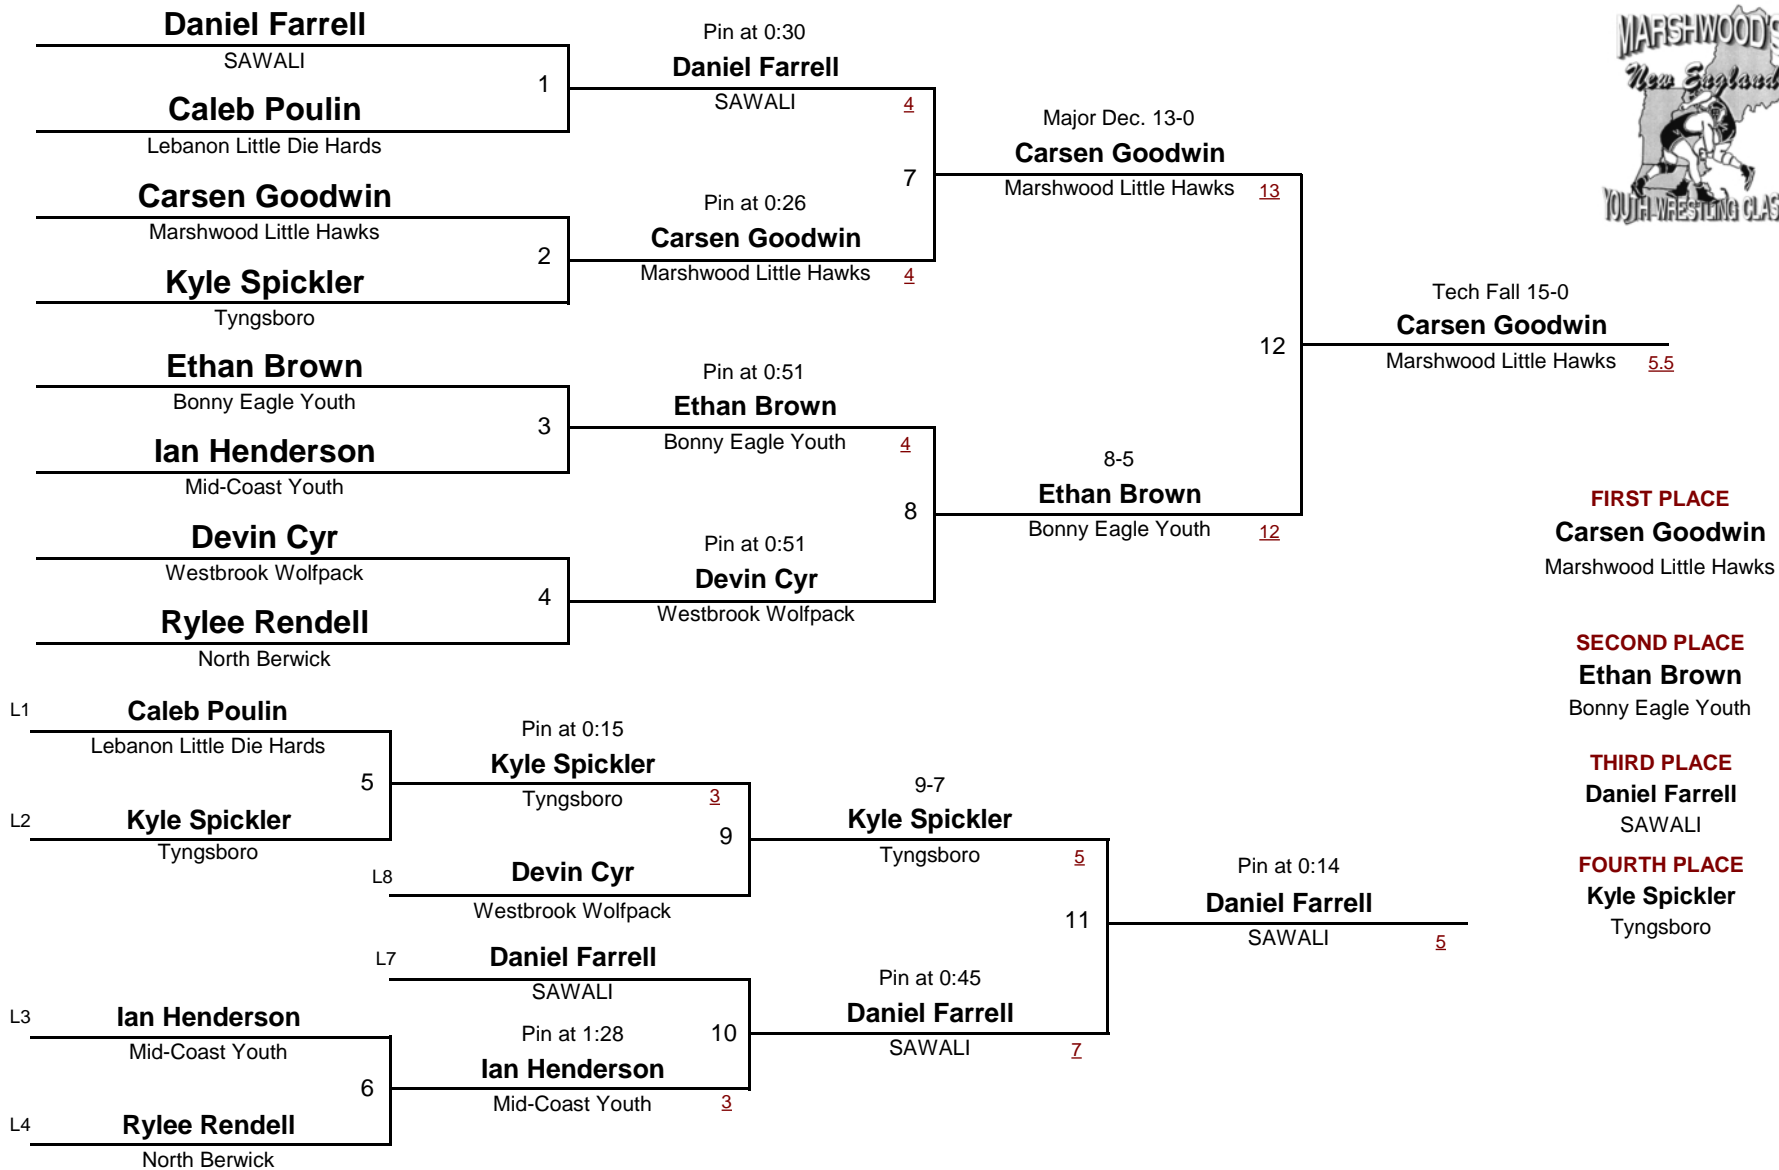 Daniel Farrell
SAWALI
1
Caleb Poulin
Lebanon Little Die Hards
Carsen Goodwin
Marshwood Little Hawks
2
Kyle Spickler
Tyngsboro
Ethan Brown
Bonny Eagle Youth
3
Ian Henderson
Mid-Coast Youth
Devin Cyr
Westbrook Wolfpack
4
Rylee Rendell
North Berwick
Pin at 0:30
Daniel Farrell
SAWALI 4
7
Pin at 0:26
Carsen Goodwin
Marshwood Little Hawks 4
Pin at 0:51
Ethan Brown
Bonny Eagle Youth 4
8
Pin at 0:51
Devin Cyr
Westbrook Wolfpack
Major Dec. 13-0
Carsen Goodwin
Marshwood Little Hawks 13
12
8-5
Ethan Brown
Bonny Eagle Youth 12
Tech Fall 15-0
Carsen Goodwin
Marshwood Little Hawks 5.5
MARSHWOOD'S
New England
YOUTH WRESTLING CLAS
FIRST PLACE
Carsen Goodwin
Marshwood Little Hawks
SECOND PLACE
Ethan Brown
Bonny Eagle Youth
THIRD PLACE
Daniel Farrell
SAWALI
FOURTH PLACE
Kyle Spickler
Tyngsboro
L1 Caleb Poulin
Lebanon Little Die Hards
5
L2 Kyle Spickler
Tyngsboro
L3 Ian Henderson
Mid-Coast Youth
6
L4 Rylee Rendell
North Berwick
Pin at 0:15
Kyle Spickler
Tyngsboro 3
9
L8 Devin Cyr
Westbrook Wolfpack
L7 Daniel Farrell
SAWALI
10
Pin at 1:28
Ian Henderson
Mid-Coast Youth 3
9-7
Kyle Spickler
Tyngsboro 5
11
Pin at 0:45
Daniel Farrell
SAWALI 7
Pin at 0:14
Daniel Farrell
SAWALI 5